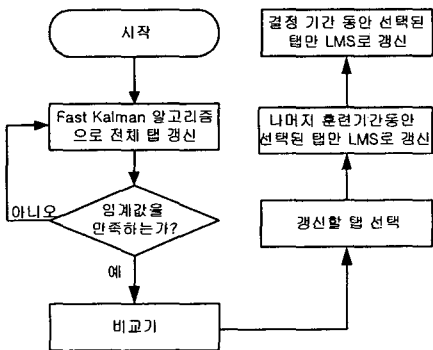 시작
Fast Kalman 알고리즘
으로 전체 탭 갱신
임계값을
만족하는가?
아니오
예
비교기
갱신할 탭 선택
나머지 훈련기간동안
선택된 탭만 LMS로 갱신
결정 기간 동안 선택된
탭만 LMS로 갱신